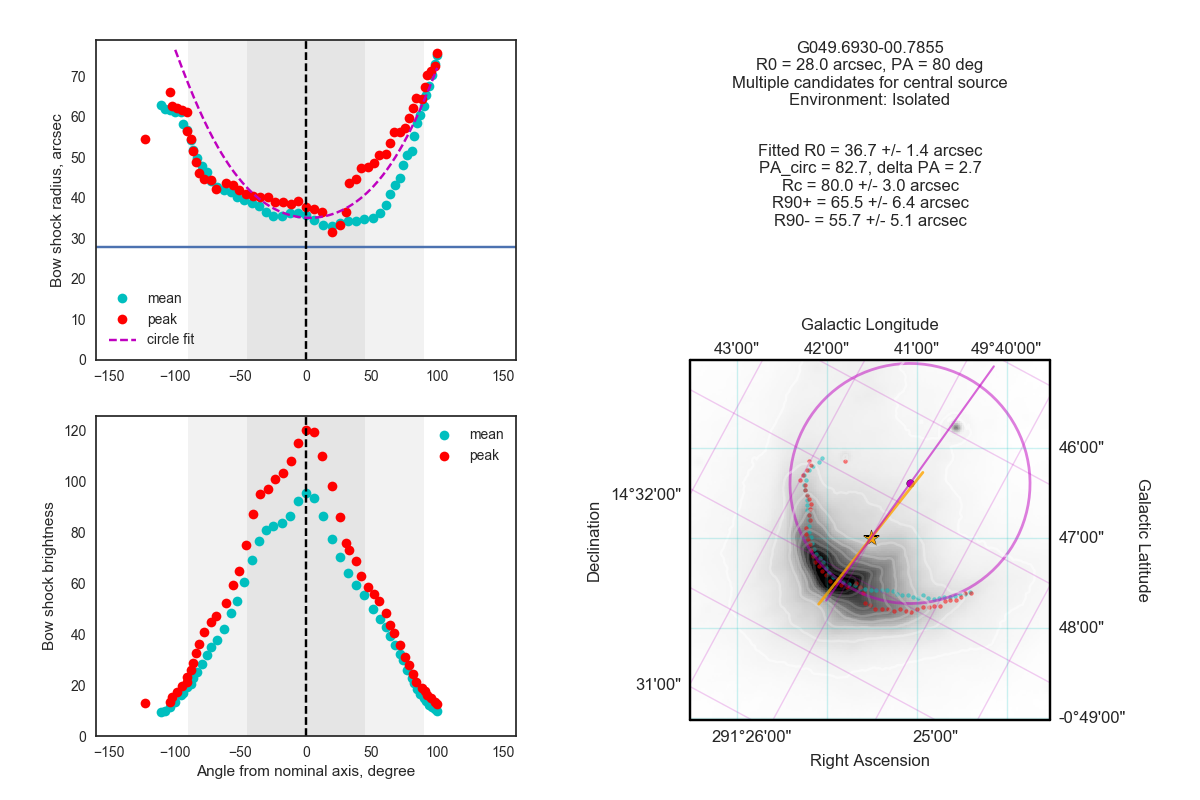 70
60
50
40
30
20
10
0
Bow shock radius, arcsec
mean
peak
circle fit
−150 −100 −50 0 50 100 150
G049.6930-00.7855
R0 = 28.0 arcsec, PA = 80 deg
Multiple candidates for central source
Environment: Isolated
Fitted R0 = 36.7 +/- 1.4 arcsec
PA_circ = 82.7, delta PA = 2.7
Rc = 80.0 +/- 3.0 arcsec
R90+ = 65.5 +/- 6.4 arcsec
R90- = 55.7 +/- 5.1 arcsec
120
100
80
60
40
20
0
Bow shock brightness
mean
peak
−150 −100 −50 0 50 100 150
Angle from nominal axis, degree
Galactic Longitude
43'00" 42'00" 41'00" 49°40'00"
14°32'00"
31'00"
Declination
46'00"
47'00"
48'00"
-0°49'00"
Galactic Latitude
291°26'00" 25'00"
Right Ascension